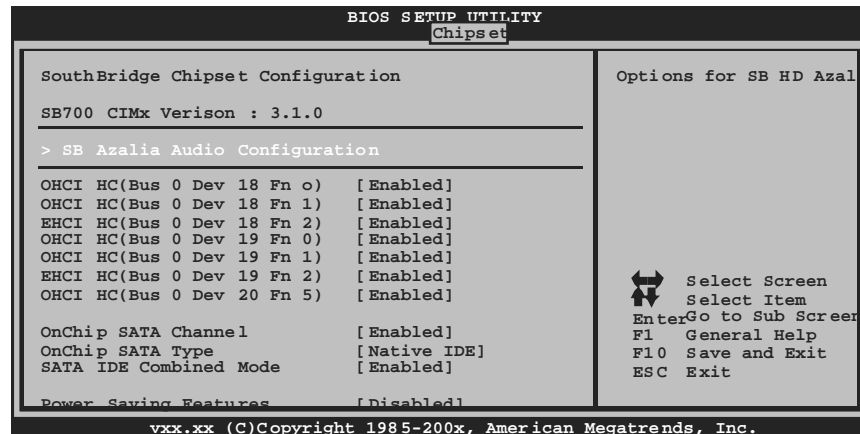 BIOS SETUP UTILITY
Chipset
SouthBridge Chipset Configuration
SB700 CIMx Verison : 3.1.0
> SB Azalia Audio Configuration
OHCI HC(Bus 0 Dev 18 Fn o) [Enabled]
OHCI HC(Bus 0 Dev 18 Fn 1) [Enabled]
EHCI HC(Bus 0 Dev 18 Fn 2) [Enabled]
OHCI HC(Bus 0 Dev 19 Fn 0) [Enabled]
OHCI HC(Bus 0 Dev 19 Fn 1) [Enabled]
EHCI HC(Bus 0 Dev 19 Fn 2) [Enabled]
OHCI HC(Bus 0 Dev 20 Fn 5) [Enabled]
OnChip SATA Channel [Enabled]
OnChip SATA Type [Native IDE]
SATA IDE Combined Mode [Enabled]
Power Saving Features [Disabled]
Options for SB HD Azal
Select Screen
Select Item
Enter Go to Sub Screen
F1 General Help
F10 Save and Exit
ESC Exit
vxx.xx (C)Copyright 1985-200x, American Megatrends, Inc.